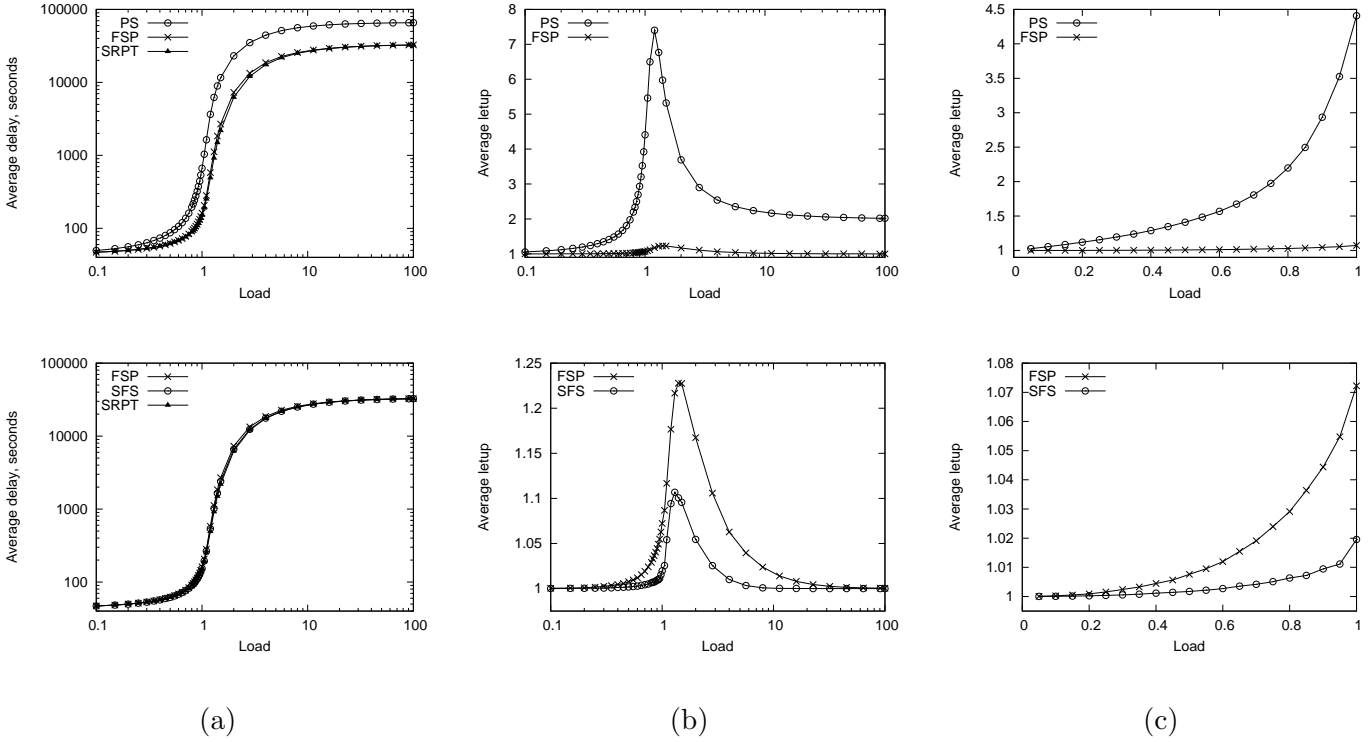 100000
10000
1000
100
0.1 1 10 100
Average delay, seconds
Load
PS
FSP
SRPT
8
7
6
5
4
3
2
1
0.1 1 10 100
Average letup
Load
PS
FSP
4.5
4
3.5
3
2.5
2
1.5
1
0 0.2 0.4 0.6 0.8 1
Average letup
Load
PS
FSP
100000
10000
1000
100
0.1 1 10 100
Average delay, seconds
Load
FSP
SFS
SRPT
1.25
1.2
1.15
1.1
1.05
1
0.1 1 10 100
Average letup
Load
FSP
SFS
1.08
1.07
1.06
1.05
1.04
1.03
1.02
1.01
1
0 0.2 0.4 0.6 0.8 1
Average letup
Load
FSP
SFS
(a) (b) (c)